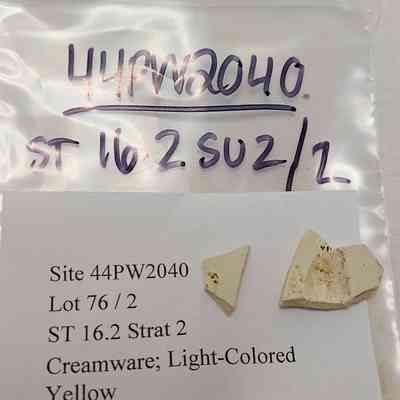 44PW2040.
ST 16.2 SU2/2
Site 44PW2040
Lot 76 / 2
ST 16.2 Strat 2
Creamware; Light-Colored
Yellow